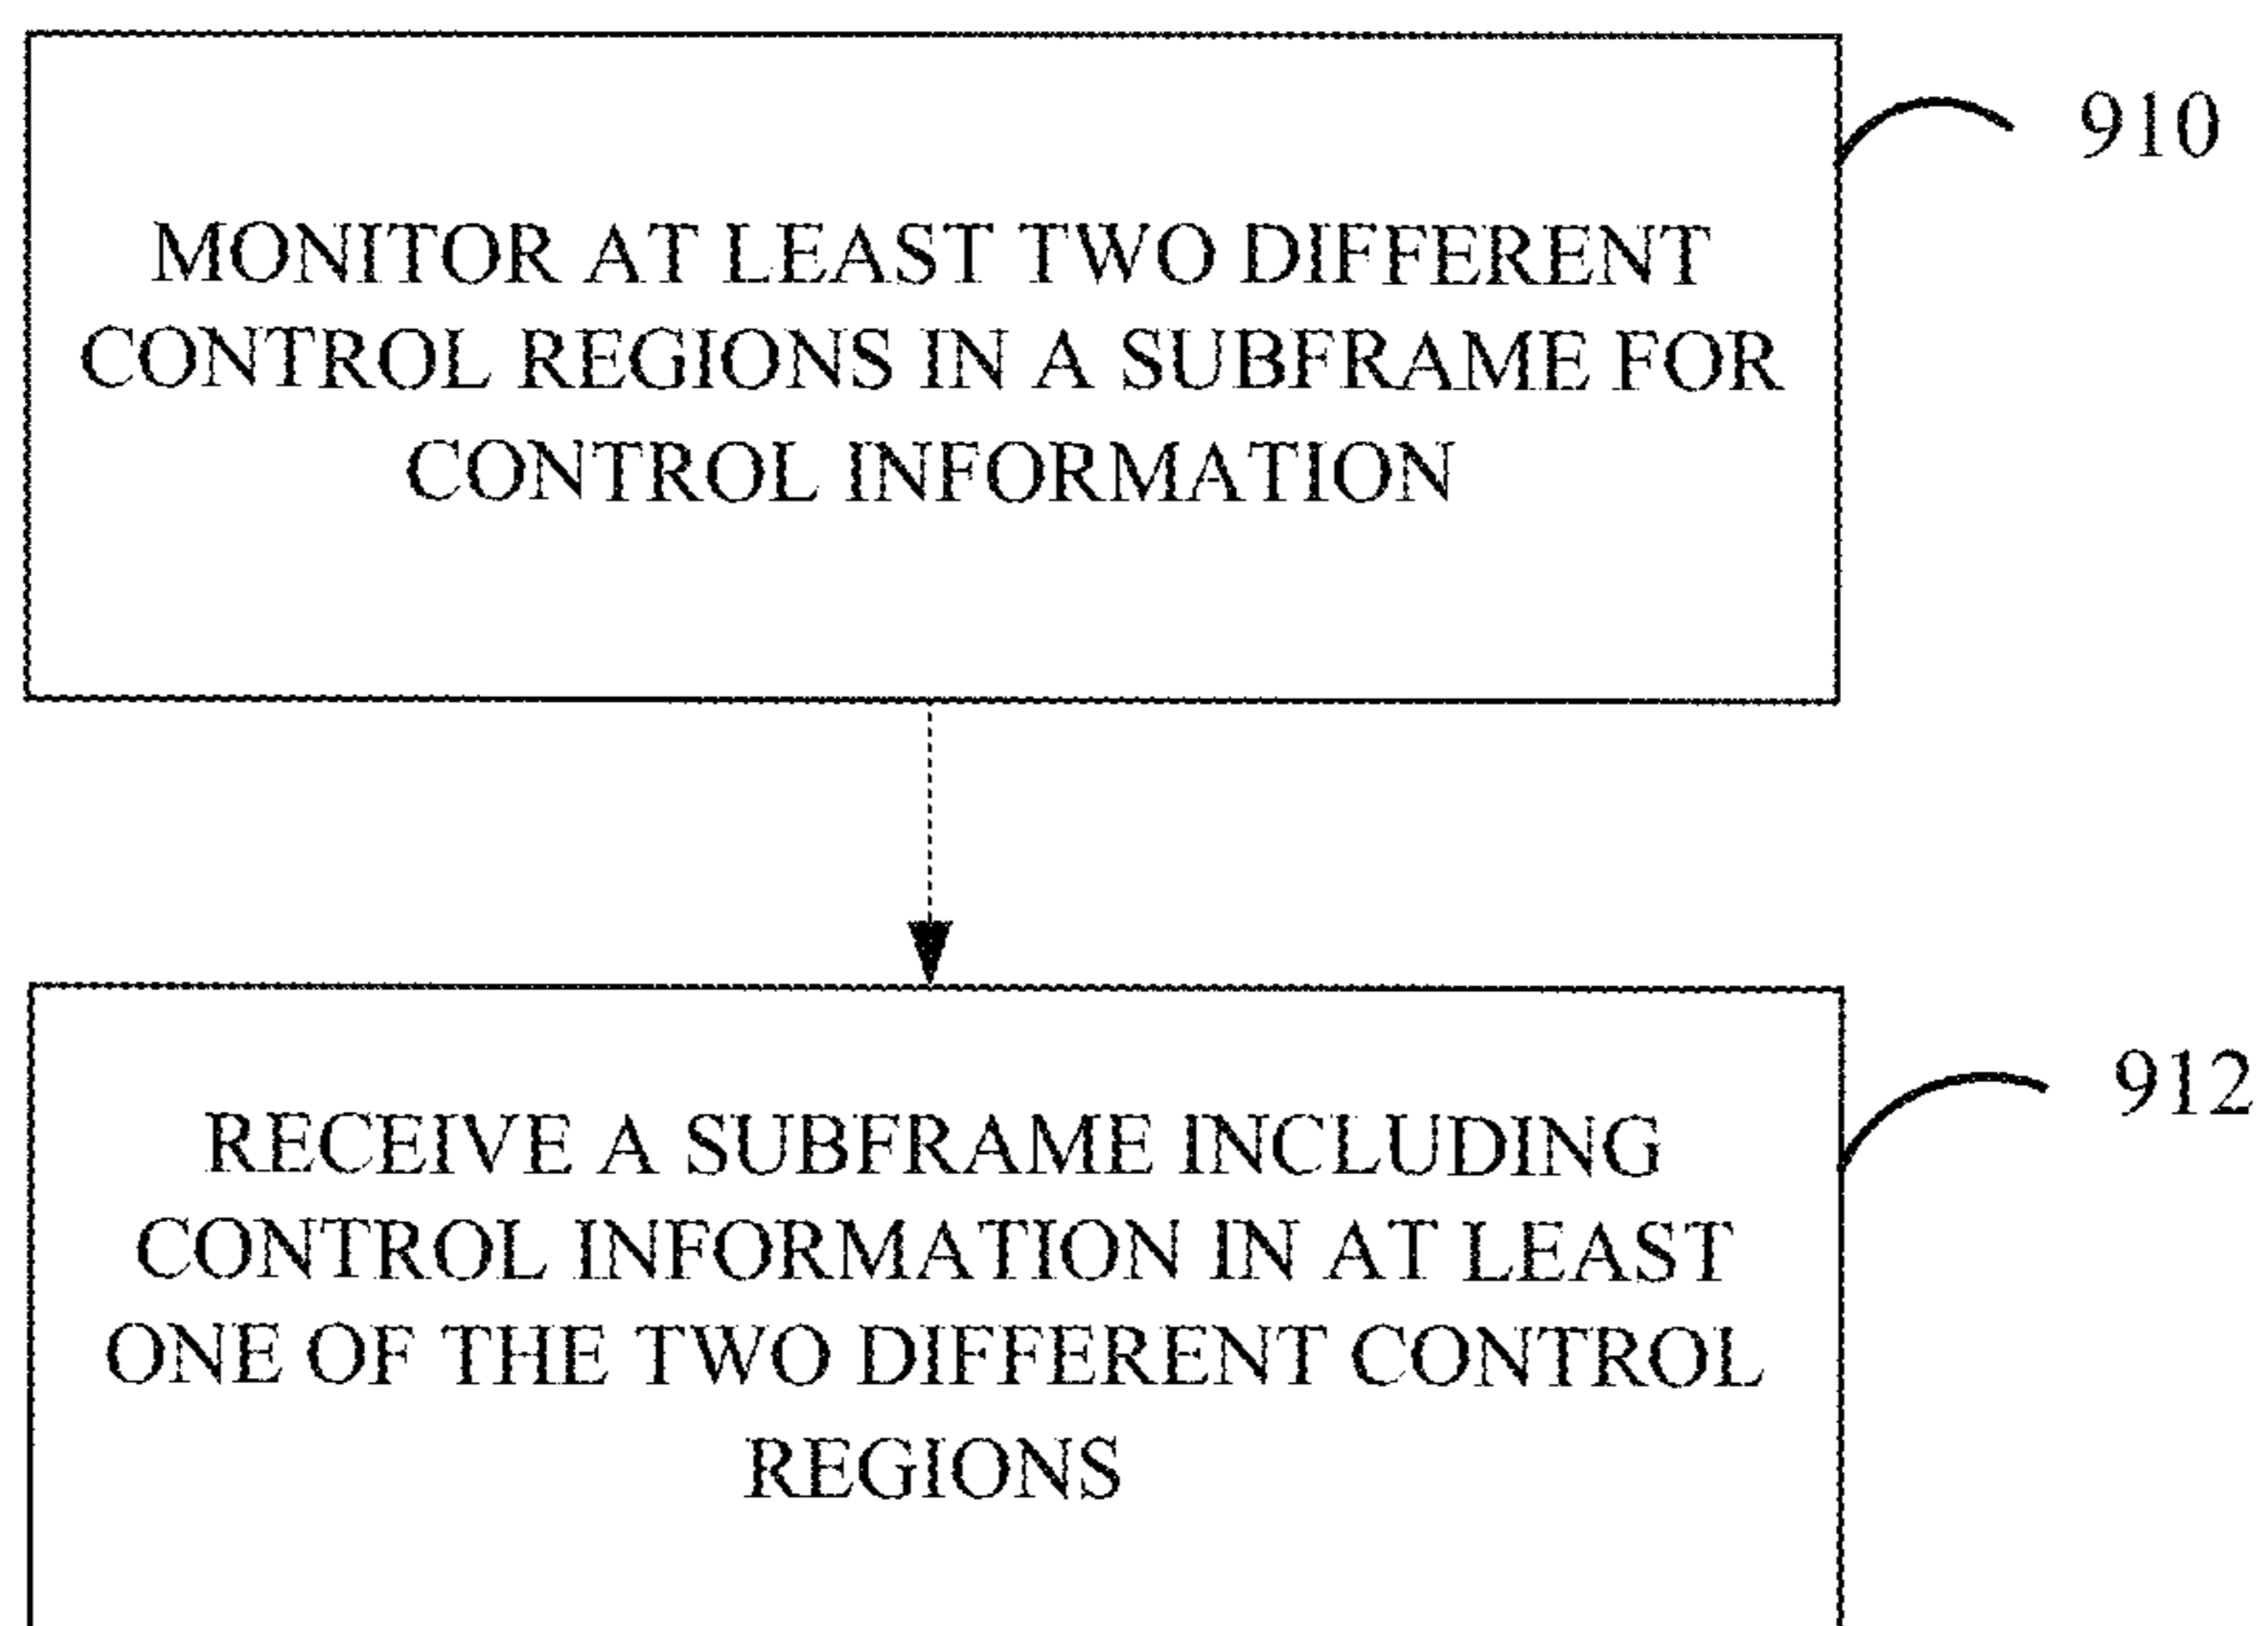 910
MONITOR AT LEAST TWO DIFFERENT
CONTROL REGIONS IN A SUBFRAME FOR
CONTROL INFORMATION
912
RECEIVE A SUBFRAME INCLUDING
CONTROL INFORMATION IN AT LEAST
ONE OF THE TWO DIFFERENT CONTROL
REGIONS